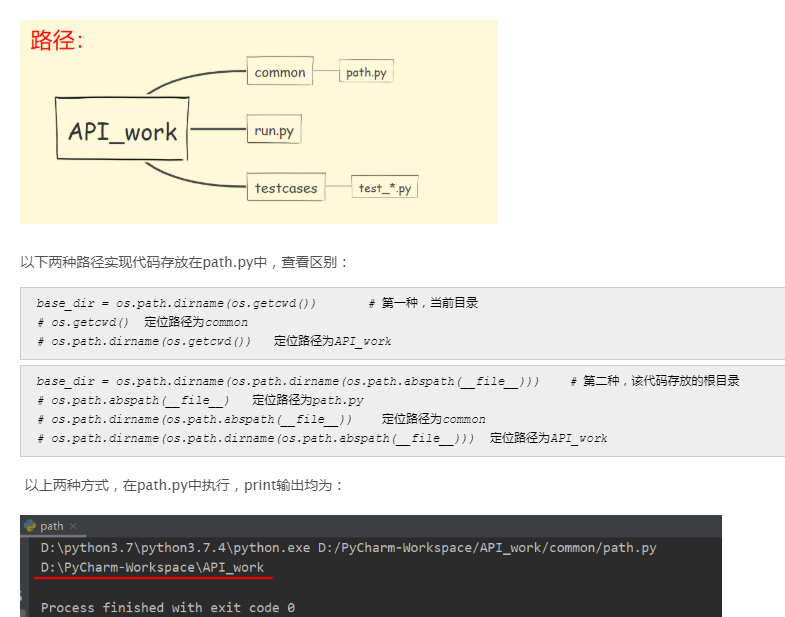 路径：
common
path.py
API_work
run.py
testcases
test_*.py
以下两种路径实现代码存放在path.py中，查看区别：
base_dir = os.path.dirname(os.getcwd()) # 第一种，当前目录
# os.getcwd() 定位路径为common
# os.path.dirname(os.getcwd()) 定位路径为API_work
base_dir = os.path.dirname(os.path.dirname(os.path.abspath(__file__))) # 第二种，该代码存放的根目录
# os.path.abspath(__file__) 定位路径为path.py
# os.path.dirname(os.path.abspath(__file__)) 定位路径为common
# os.path.dirname(os.path.dirname(os.path.abspath(__file__))) 定位路径为API_work
以上两种方式，在path.py中执行，print输出均为：
path ×
D:\python3.7\python3.7.4\python.exe D:/PyCharm-Workspace/API_work/common/path.py
D:\PyCharm-Workspace\API_work
Process finished with exit code 0